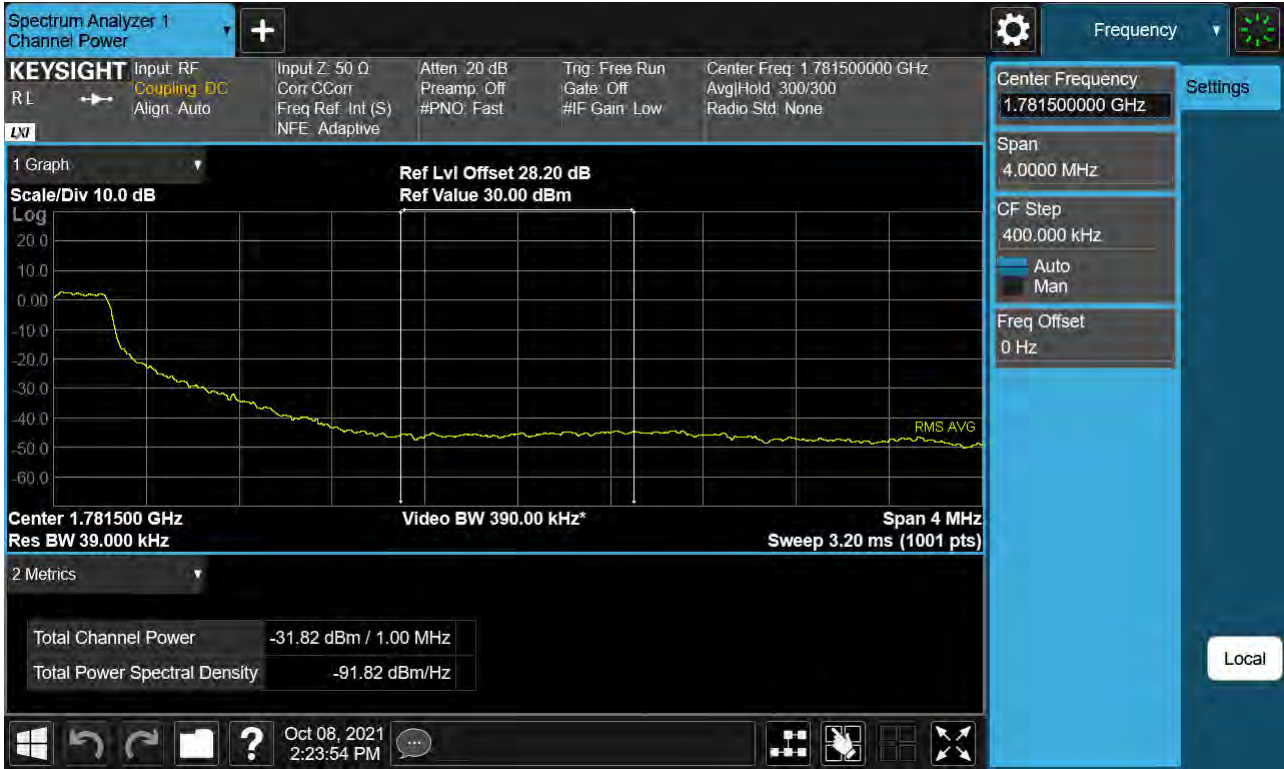 Spectrum Analyzer 1
Channel Power
+
Frequency
KEYSIGHT
R L
LXI
Input: RF
Coupling: DC
Align: Auto
Input Z: 50 Ω
Corr CCorr
Freq Ref: Int (S)
NFE: Adaptive
Atten: 20 dB
Preamp: Off
#PNO: Fast
Trig: Free Run
Gate: Off
#IF Gain: Low
Center Freq: 1.781500000 GHz
Avg|Hold: 300/300
Radio Std: None
1 Graph
Scale/Div 10.0 dB
Ref Lvl Offset 28.20 dB
Ref Value 30.00 dBm
Log
20.0
10.0
0.00
-10.0
-20.0
-30.0
-40.0
-50.0
-60.0
RMS AVG
Center 1.781500 GHz
Video BW 390.00 kHz*
Span 4 MHz
Res BW 39.000 kHz
Sweep 3.20 ms (1001 pts)
2 Metrics
Total Channel Power -31.82 dBm / 1.00 MHz
Total Power Spectral Density -91.82 dBm/Hz
Center Frequency
1.781500000 GHz
Span
4.0000 MHz
CF Step
400.000 kHz
Auto
Man
Freq Offset
0 Hz
Settings
Local
?
Oct 08, 2021
2:23:54 PM